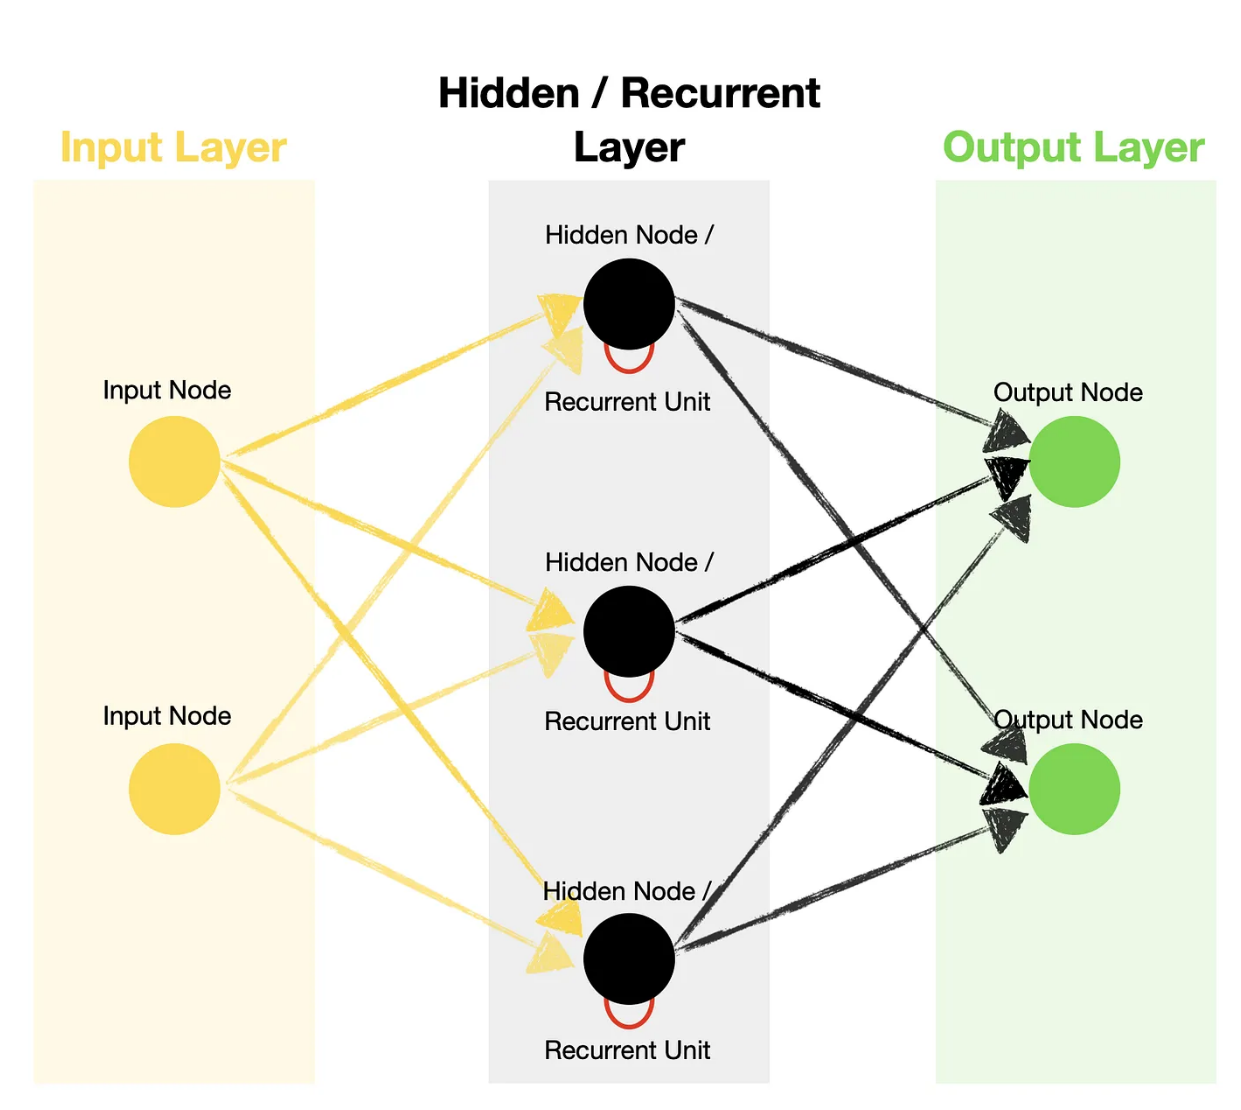 Hidden / Recurrent
Layer
Input Layer
Output Layer
Hidden Node /
Recurrent Unit
Input Node
Output Node
Hidden Node /
Recurrent Unit
Input Node
Output Node
Hidden Node /
Recurrent Unit